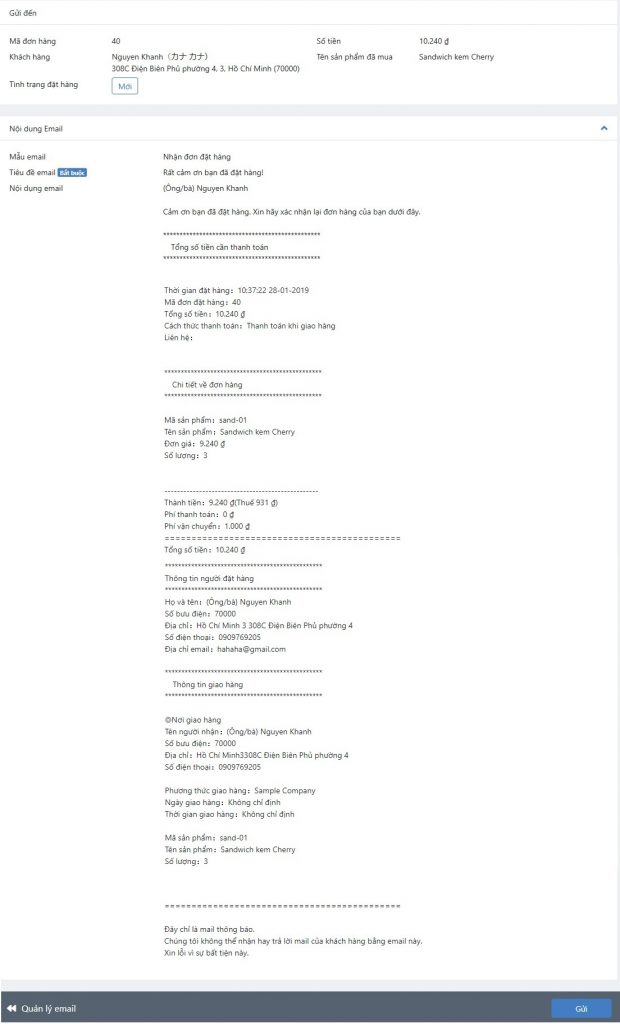 Gửi đến
Mã đơn hàng 40 Số tiền 10.240 ₫
Khách hàng Nguyen Khanh（カナ カナ） Tên sản phẩm đã mua Sandwich kem Cherry
308C Điện Biên Phủ phường 4, 3, Hồ Chí Minh (70000)
Tình trạng đặt hàng Mới
Nội dung Email
Mẫu email Nhận đơn đặt hàng
Tiêu đề email Bắt buộc Rất cảm ơn bạn đã đặt hàng!
Nội dung email (Ông/bà) Nguyen Khanh
Cảm ơn bạn đã đặt hàng. Xin hãy xác nhận lại đơn hàng của bạn dưới đây.
************************************************
Tổng số tiền cần thanh toán
************************************************
Thời gian đặt hàng：10:37:22 28-01-2019
Mã đơn đặt hàng：40
Tổng số tiền：10.240 ₫
Cách thức thanh toán：Thanh toán khi giao hàng
Liên hệ：
************************************************
Chi tiết về đơn hàng
************************************************
Mã sản phẩm：sand-01
Tên sản phẩm：Sandwich kem Cherry
Đơn giá：9.240 ₫
Số lượng：3
-------------------------------------------------
Thành tiền：9.240 ₫(Thuế 931 ₫)
Phí thanh toán：0 ₫
Phí vận chuyển：1.000 ₫
============================================
Tổng số tiền：10.240 ₫
************************************************
Thông tin người đặt hàng
************************************************
Họ và tên：(Ông/bà) Nguyen Khanh
Số bưu điện：70000
Địa chỉ：Hồ Chí Minh 3 308C Điện Biên Phủ phường 4
Số điện thoại：0909769205
Địa chỉ email：hahaha@gmail.com
************************************************
Thông tin giao hàng
************************************************
◎Nơi giao hàng
Tên người nhận：(Ông/bà) Nguyen Khanh
Số bưu điện：70000
Địa chỉ：Hồ Chí Minh3308C Điện Biên Phủ phường 4
Số điện thoại：0909769205
Phương thức giao hàng：Sample Company
Ngày giao hàng：Không chỉ định
Thời gian giao hàng：Không chỉ định
Mã sản phẩm：sand-01
Tên sản phẩm：Sandwich kem Cherry
Số lượng：3
============================================
Đây chỉ là mail thông báo.
Chúng tôi không thể nhận hay trả lời mail của khách hàng bằng email này.
Xin lỗi vì sự bất tiện này.
Quản lý email Gửi